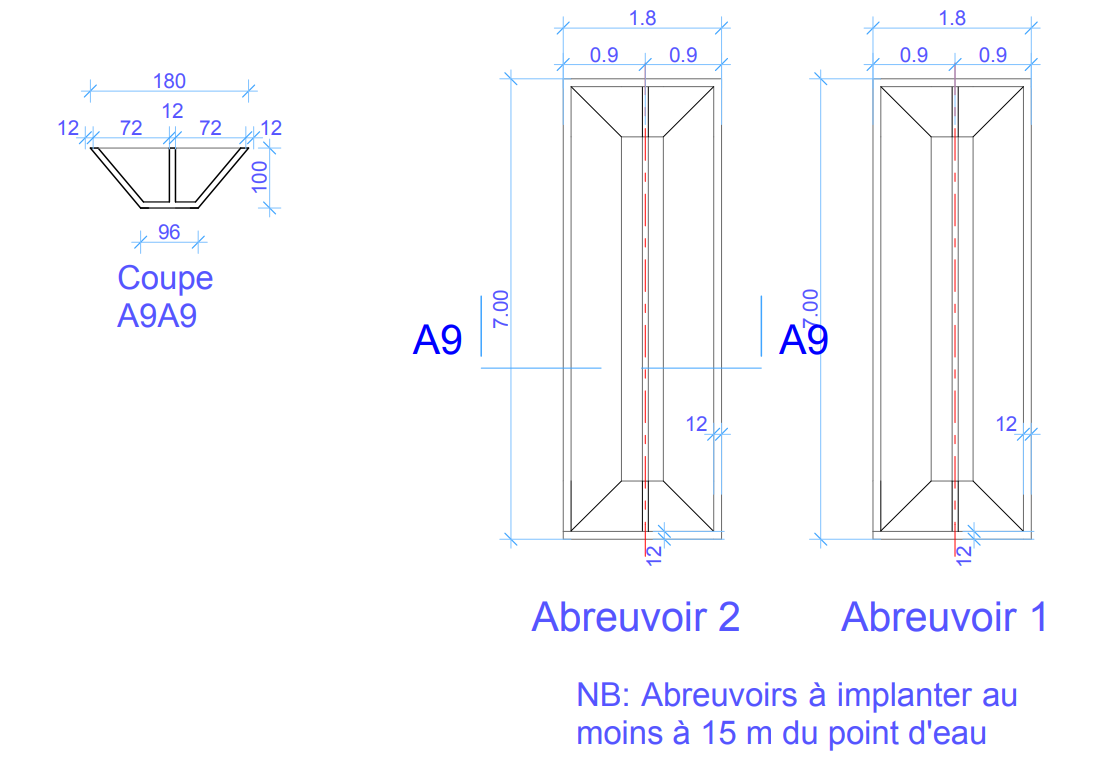 180
12
12 72 72 12
100
96
Coupe
A9A9
1.8
0.9 0.9
7.00
A9
A9
12
12
Abreuvoir 2
1.8
0.9 0.9
7.00
12
12
Abreuvoir 1
NB: Abreuvoirs à implanter au
moins à 15 m du point d'eau